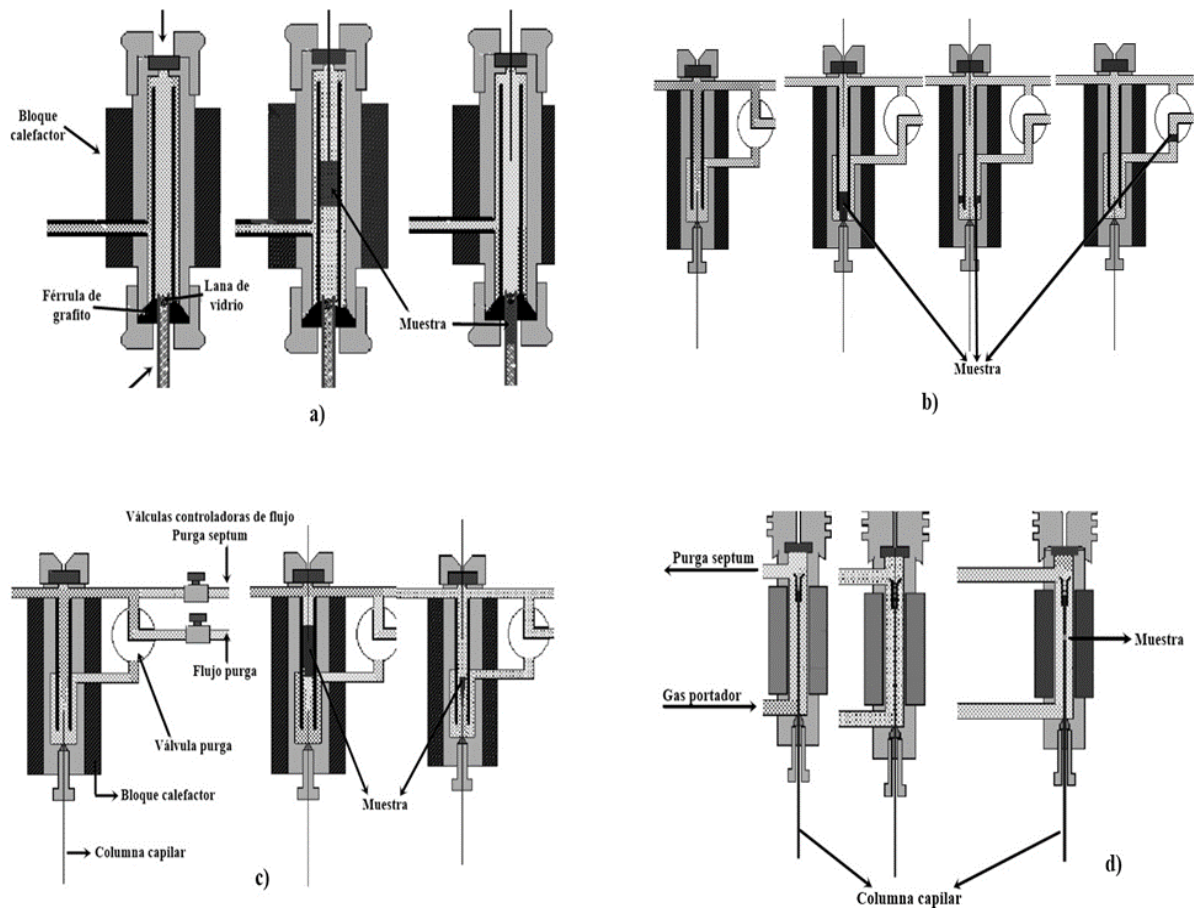 Bloque
calefactor
Férrula de
grafito
Lana de
vidrio
Muestra
a)
Muestra
b)
Válculas controladoras de flujo
Purga septum
Flujo purga
Válvula purga
Bloque calefactor
Columna capilar
Muestra
c)
Purga septum
Gas portador
Muestra
Columna capilar
d)